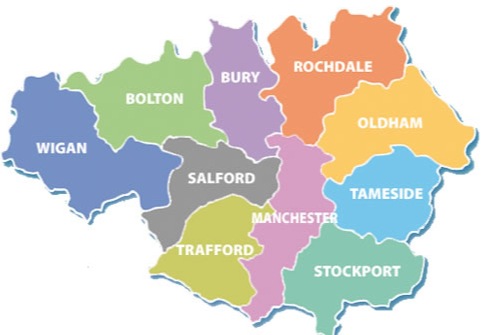 ROCHDALE
BURY
BOLTON
OLDHAM
WIGAN
SALFORD
TAMESIDE
MANCHESTER
TRAFFORD
STOCKPORT